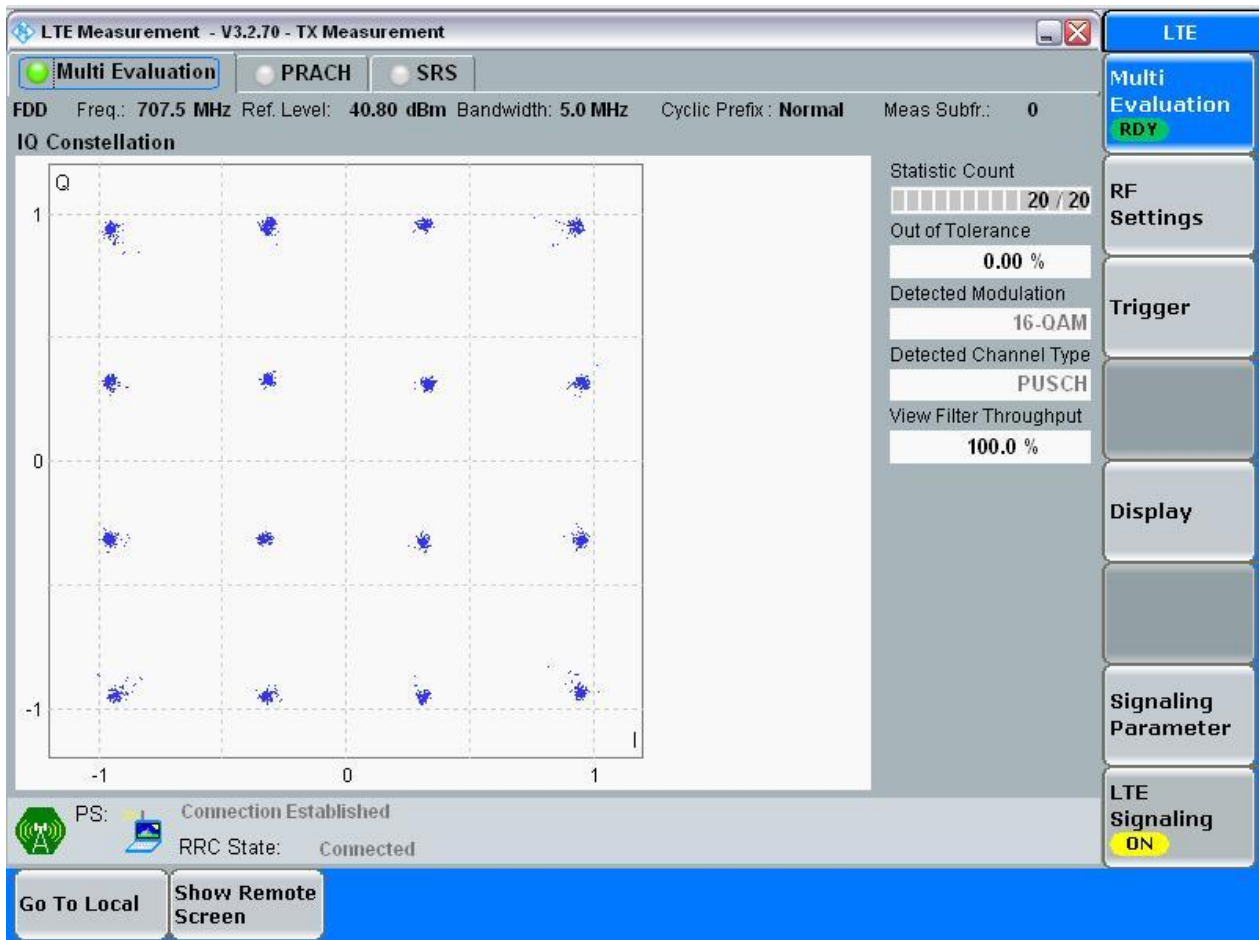 LTE Measurement - V3.2.70 - TX Measurement
LTE
Multi Evaluation PRACH SRS
Multi
Evaluation
RDY
FDD Freq.: 707.5 MHz Ref. Level: 40.80 dBm Bandwidth: 5.0 MHz Cyclic Prefix : Normal Meas Subfr.: 0
IQ Constellation
Q
1
0
-1
-1 0 1
I
Statistic Count
20 / 20
Out of Tolerance
0.00 %
Detected Modulation
16-QAM
Detected Channel Type
PUSCH
View Filter Throughput
100.0 %
RF
Settings
Trigger
Display
Signaling
Parameter
LTE
Signaling
ON
PS: Connection Established
RRC State: Connected
Go To Local
Show Remote
Screen